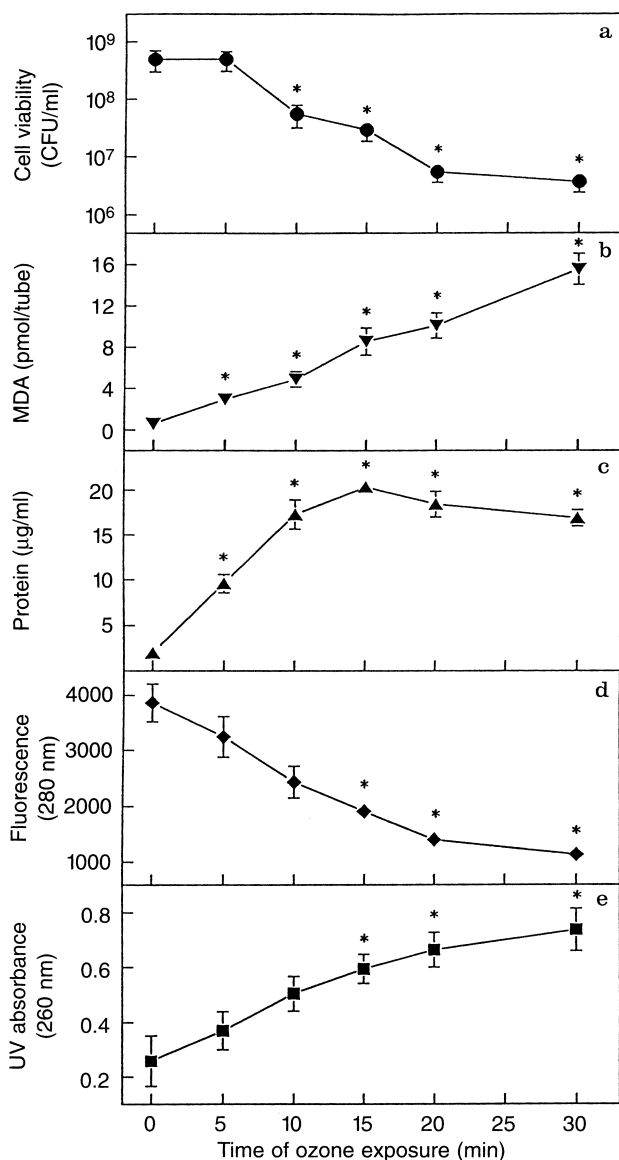 a
Cell viability
(CFU/ml)
10⁹
10⁸
10⁷
10⁶
* * * *
b
MDA (pmol/tube)
16
12
8
4
0
* * * * *
c
Protein (μg/ml)
20
15
10
5
* * * * *
d
Fluorescence
(280 nm)
4000
3000
2000
1000
* * *
e
UV absorbance
(260 nm)
0.8
0.6
0.4
0.2
* * *
0 5 10 15 20 25 30
Time of ozone exposure (min)